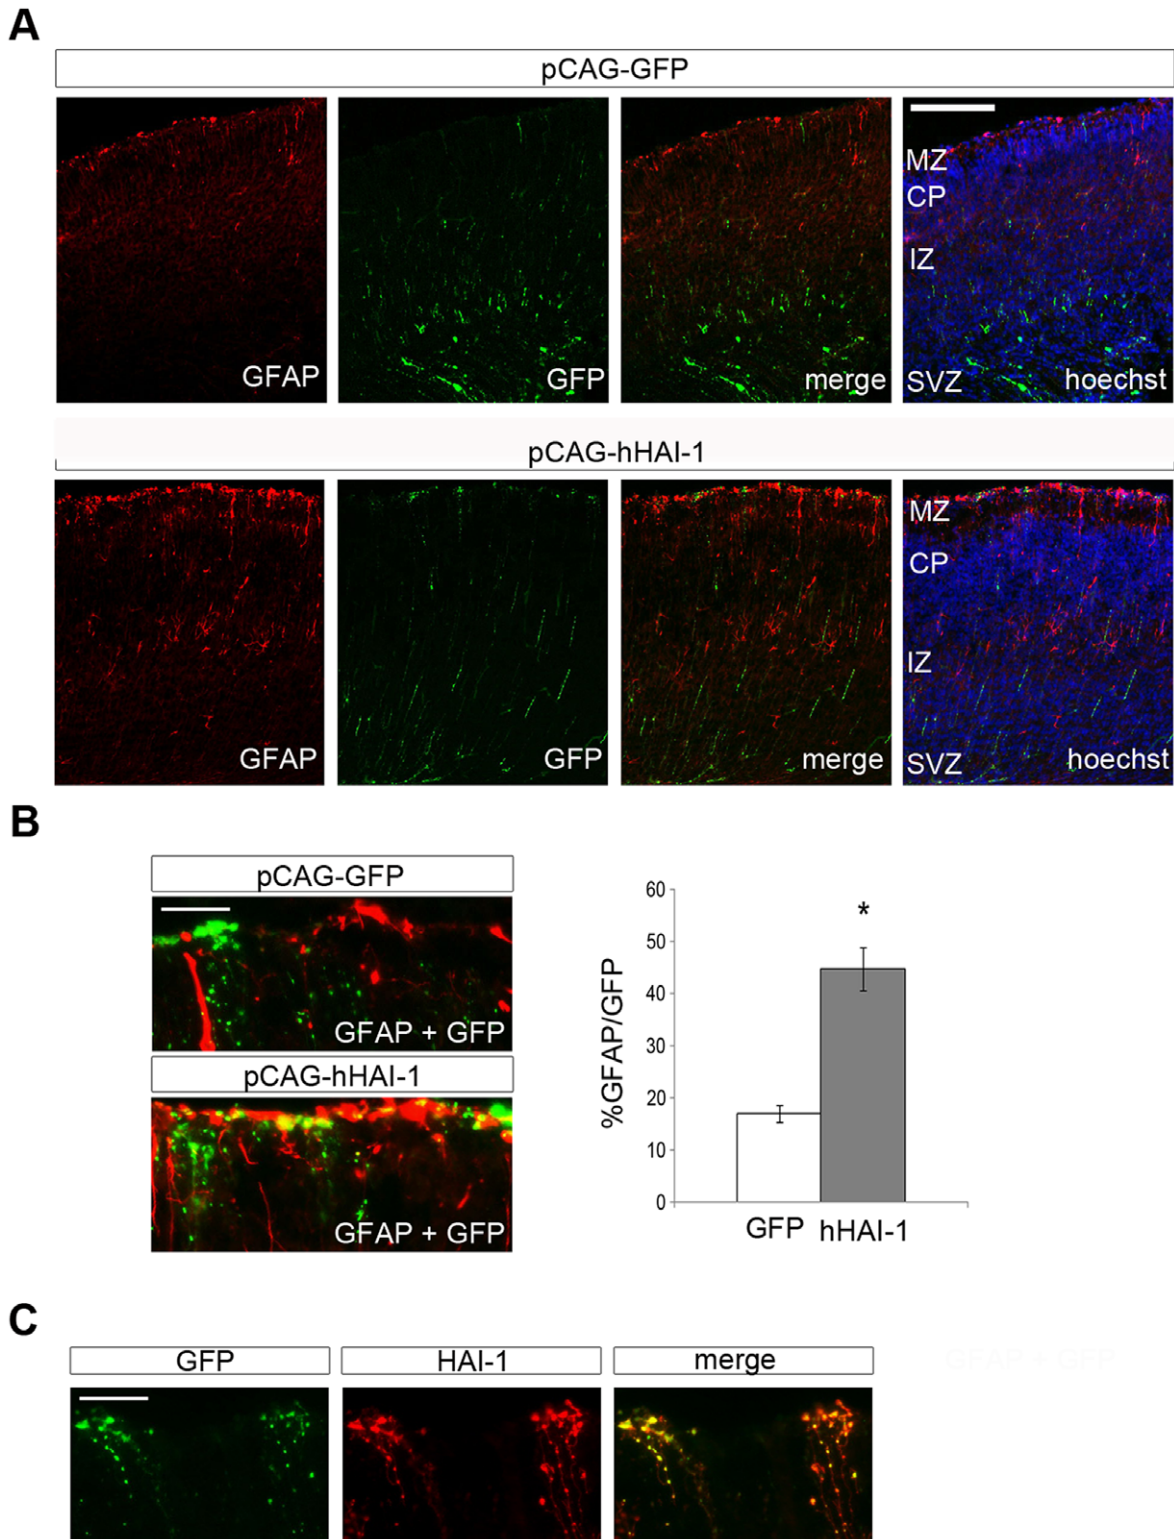 A
pCAG-GFP
MZ
CP
IZ
GFAP
GFP
merge
SVZ
hoechst
pCAG-hHAI-1
MZ
CP
IZ
GFAP
GFP
merge
SVZ
hoechst
B
pCAG-GFP
GFAP + GFP
pCAG-hHAI-1
GFAP + GFP
%GFAP/GFP
60
50
40
30
20
10
0
*
GFP
hHAI-1
C
GFP
HAI-1
merge
GFAP + GFP